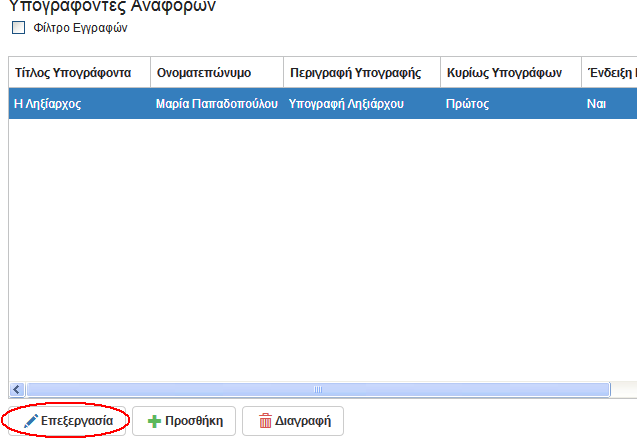 Υπογράφοντες Αναφορών
Φίλτρο Εγγραφών
Τίτλος Υπογράφοντα Ονοματεπώνυμο Περιγραφή Υπογραφής Κυρίως Υπογράφων Ένδειξη
Η Ληξίαρχος Μαρία Παπαδοπούλου Υπογραφή Ληξιάρχου Πρώτος Ναι
Επεξεργασία Προσθήκη Διαγραφή